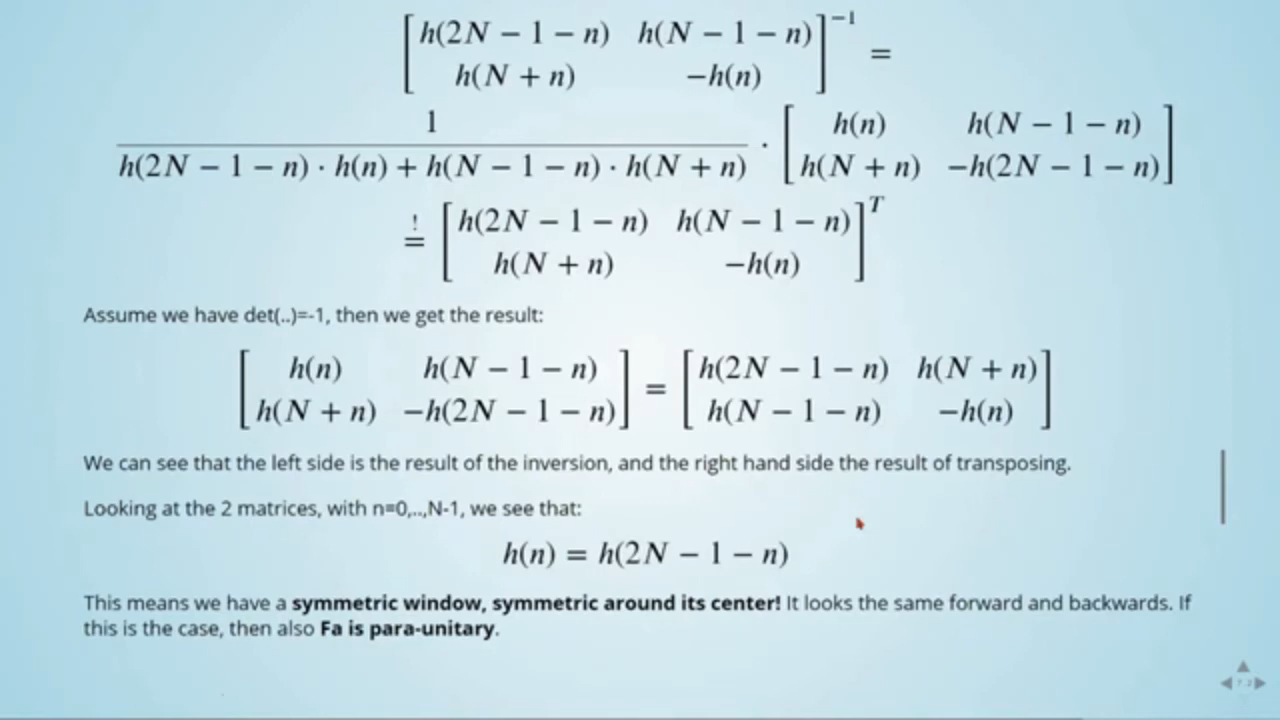 [h(2N − 1 − n) h(N − 1 − n)]⁻¹ =
[h(N + n) −h(n)]
1
h(2N − 1 − n) · h(n) + h(N − 1 − n) · h(N + n) · [h(n) h(N − 1 − n)]
[h(N + n) −h(2N − 1 − n)]
! = [h(2N − 1 − n) h(N − 1 − n)]ᵀ
[h(N + n) −h(n)]
Assume we have det(..)=-1, then we get the result:
[h(n) h(N − 1 − n)] = [h(2N − 1 − n) h(N + n)]
[h(N + n) −h(2N − 1 − n)] [h(N − 1 − n) −h(n)]
We can see that the left side is the result of the inversion, and the right hand side the result of transposing.
Looking at the 2 matrices, with n=0,..,N-1, we see that:
h(n) = h(2N − 1 − n)
This means we have a symmetric window, symmetric around its center! It looks the same forward and backwards. If
this is the case, then also Fa is para-unitary.